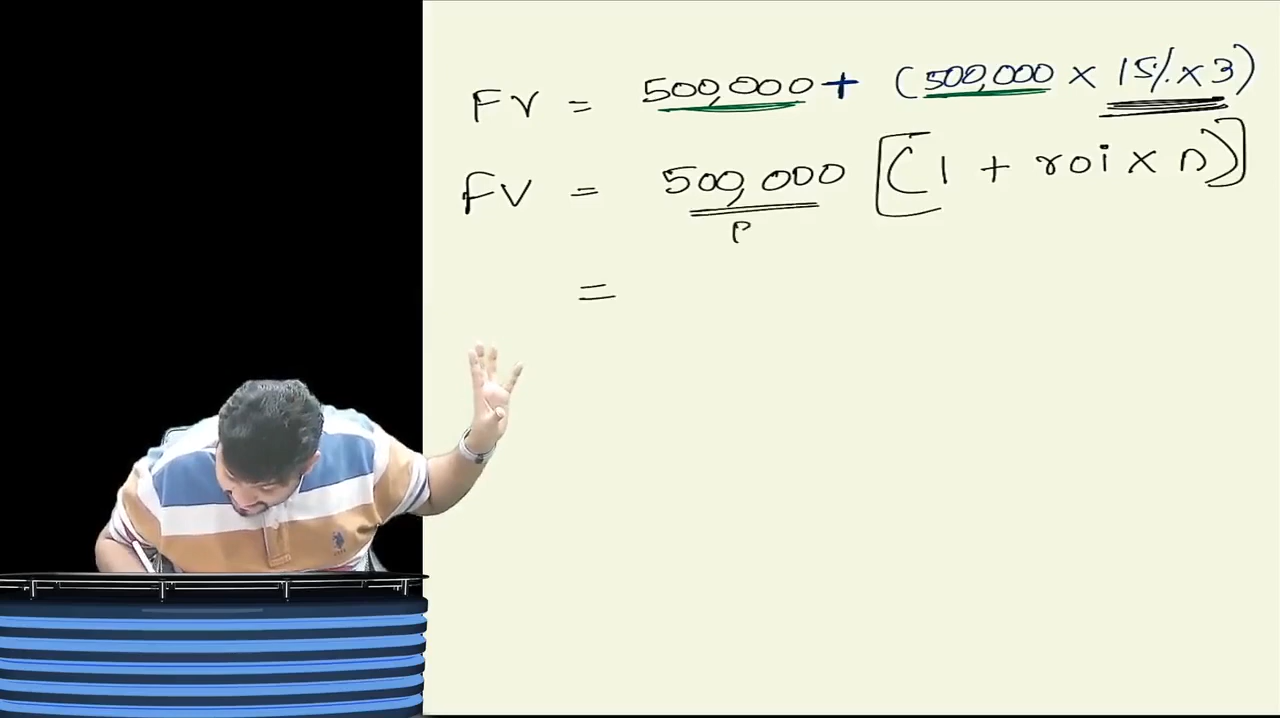 FV = 500,000 + (500,000 × 15% × 3)
FV = 500,000 [(1 + roi × n)]
P
=